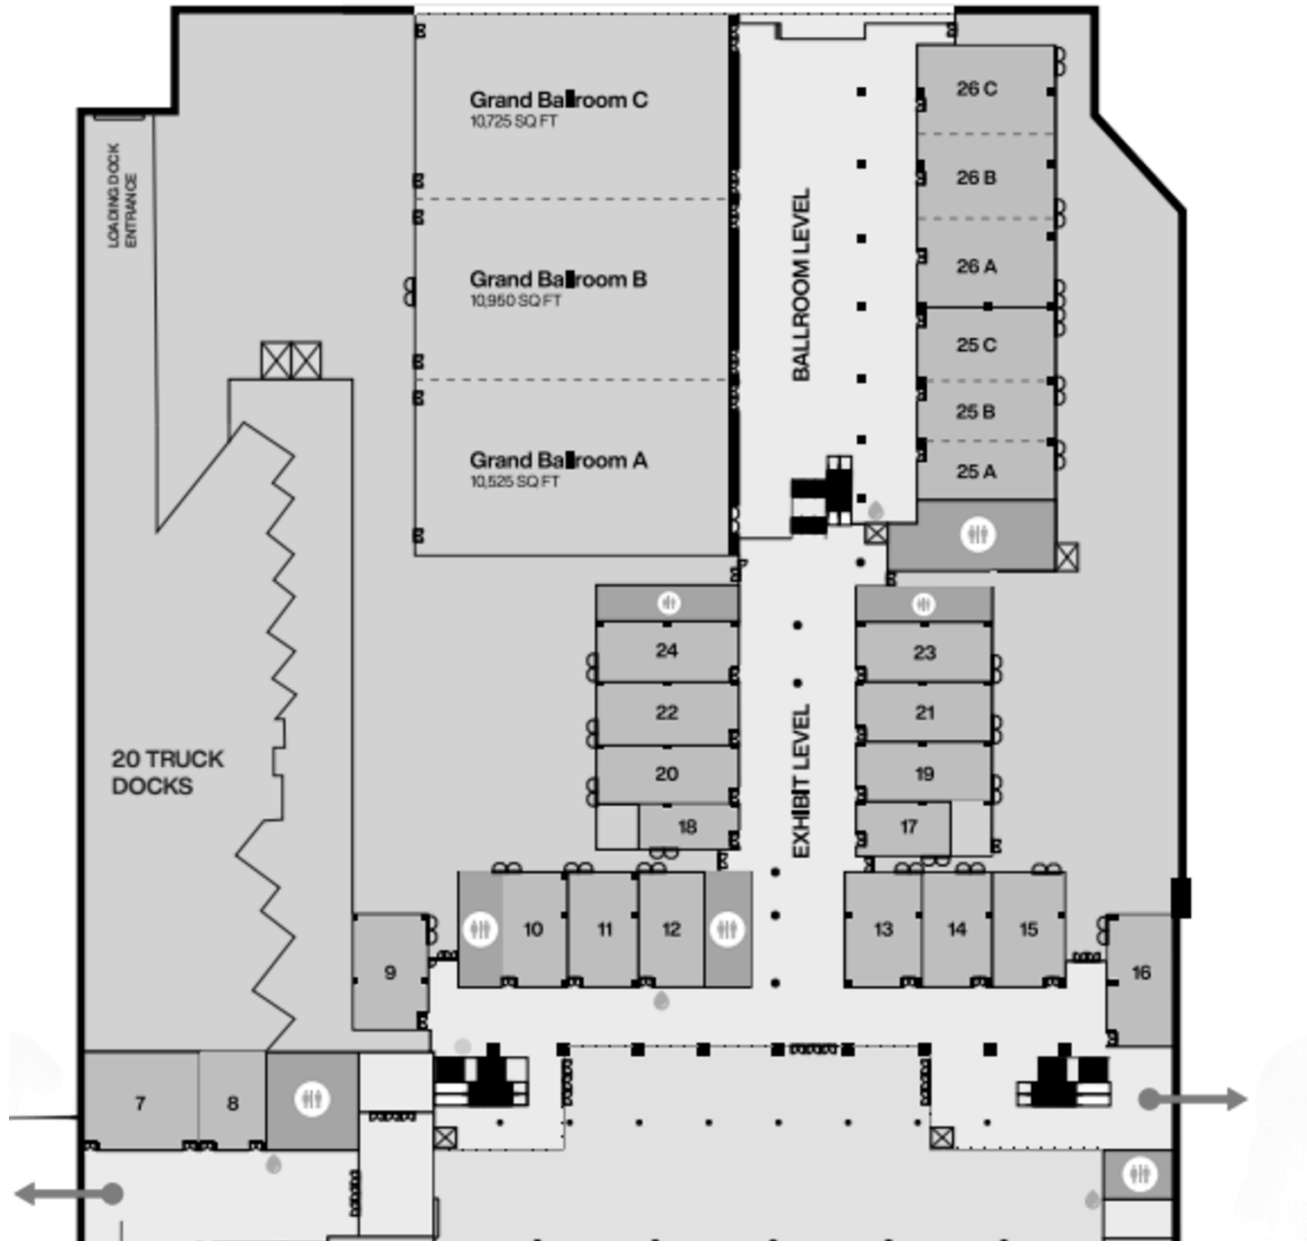 Grand Ballroom C
10,725 SQ FT
26 C
LOADING DOCK
ENTRANCE
26 B
BALLROOM LEVEL
26 A
Grand Ballroom B
10,950 SQ FT
25 C
25 B
Grand Ballroom A
10,525 SQ FT
25 A
24
23
22
21
20 TRUCK
DOCKS
20
19
EXHIBIT LEVEL
18
17
10
11
12
13
14
15
9
16
7
8